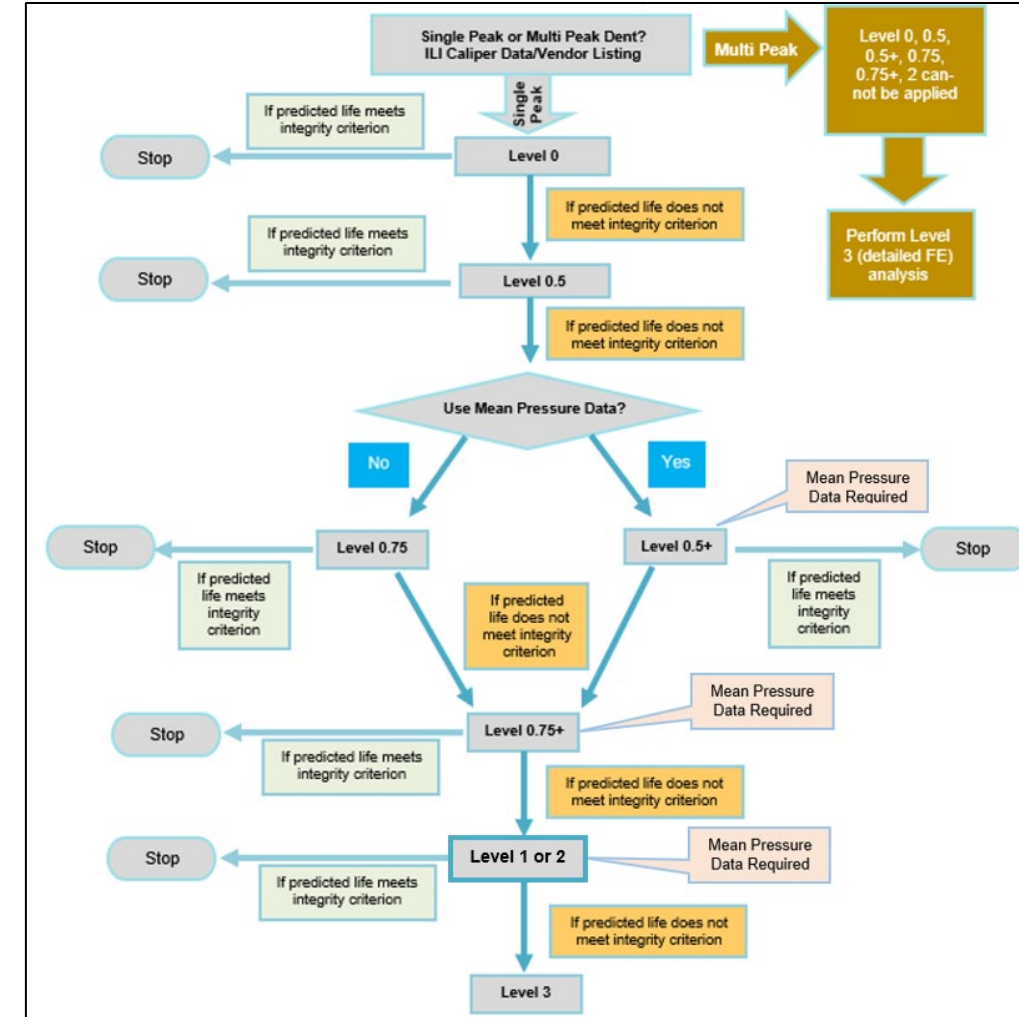 Single Peak or Multi Peak Dent?
ILI Caliper Data/Vendor Listing
Multi Peak
Level 0, 0.5,
0.5+, 0.75,
0.75+, 2 can-
not be applied
Single
Peak
If predicted life meets
integrity criterion
Stop
Level 0
If predicted life does not
meet integrity criterion
Perform Level
3 (detailed FE)
analysis
If predicted life meets
integrity criterion
Stop
Level 0.5
If predicted life does not
meet integrity criterion
Use Mean Pressure Data?
No
Yes
Mean Pressure
Data Required
Stop
Level 0.75
Level 0.5+
Stop
If predicted
life meets
integrity
criterion
If predicted
life does not
meet integrity
criterion
If predicted
life meets
integrity
criterion
Mean Pressure
Data Required
Stop
Level 0.75+
If predicted life meets
integrity criterion
If predicted life does not
meet integrity criterion
Mean Pressure
Data Required
Stop
Level 1 or 2
If predicted life meets
integrity criterion
If predicted life does not
meet integrity criterion
Level 3